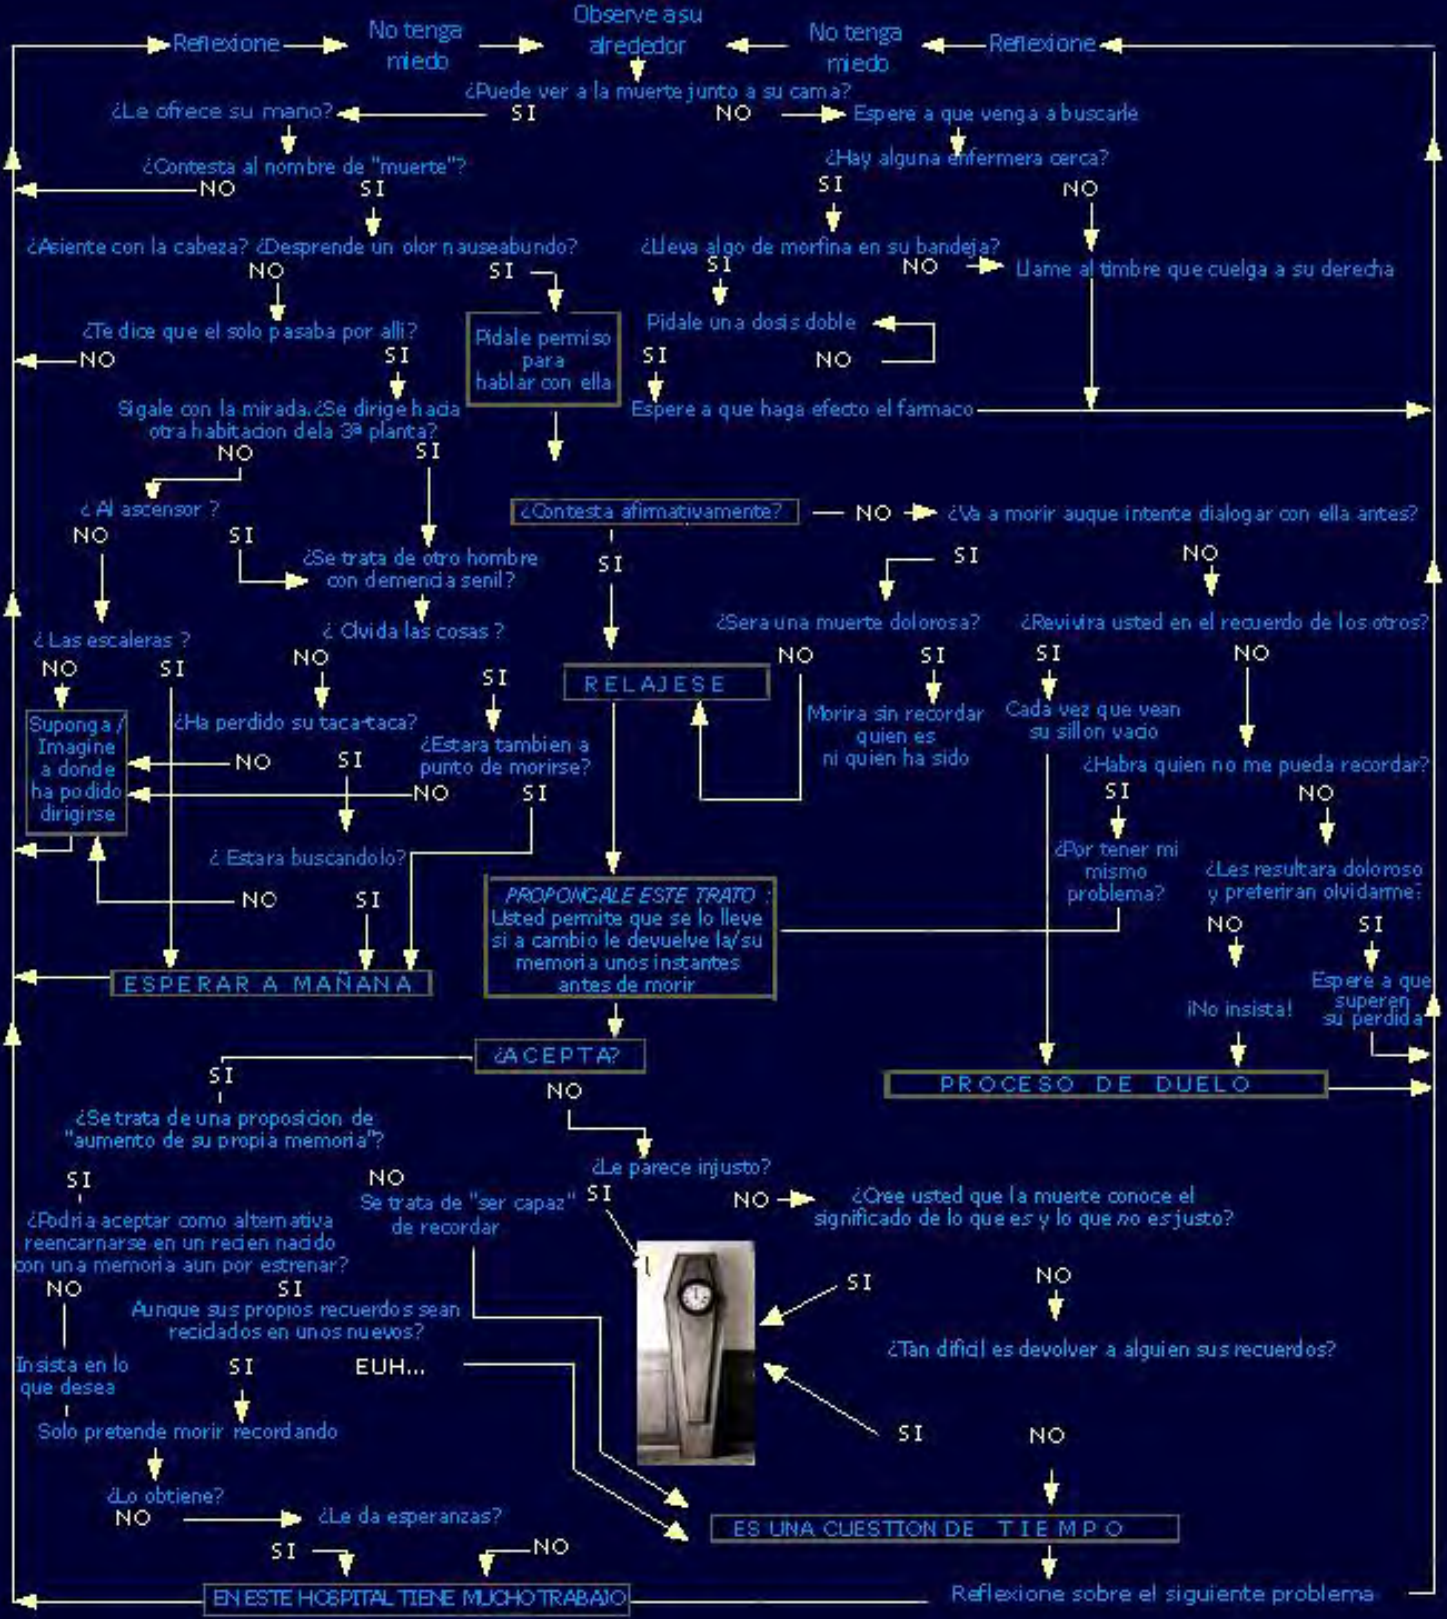 Observe a su
Reflexione
No tenga
miedo
alrededor
No tenga
miedo
Reflexione
¿Puede ver a la muerte junto a su cama?
¿Le ofrece su mano?
SI
NO
Espere a que venga a buscarle
¿Contesta al nombre de "muerte"?
¿Hay alguna enfermera cerca?
NO
SI
SI
NO
¿Asiente con la cabeza? ¿Desprende un olor nauseabundo?
¿Lleva algo de morfina en su bandeja?
NO
SI
SI
NO
Llame al timbre que cuelga a su derecha
¿Te dice que el solo pasaba por alli?
Pidale permiso
para
hablar con ella
Pidale una dosis doble
NO
SI
SI
NO
Sigale con la mirada.¿Se dirige hacia
otra habitacion dela 3ª planta?
Espere a que haga efecto el farmaco
NO
SI
¿ Al ascensor ?
¿Contesta afirmativamente?
NO
¿Va a morir auque intente dialogar con ella antes?
NO
SI
¿Se trata de otro hombre
con demencia senil?
SI
SI
NO
¿ Las escaleras ?
¿ Olvida las cosas ?
¿Sera una muerte dolorosa?
¿Revivira usted en el recuerdo de los otros?
NO
SI
NO
SI
RELAJESE
NO
SI
SI
NO
Suponga /
Imagine
a donde
ha podido
dirigirse
¿Ha perdido su taca-taca?
¿Estara tambien a
punto de morirse?
Morira sin recordar
quien es
ni quien ha sido
Cada vez que vean
su sillon vacio
NO
SI
¿Habra quien no me pueda recordar?
NO
SI
SI
NO
¿ Estara buscandolo?
¿Por tener mi
mismo
problema?
¿Les resultara doloroso
y preferiran olvidarme?
NO
SI
PROPONGALE ESTE TRATO :
Usted permite que se lo lleve
si a cambio le devuelve la/su
memoria unos instantes
antes de morir
NO
SI
ESPERAR A MAÑANA
¡No insista!
Espere a que
superen
su perdida
¿ACEPTA?
SI
NO
PROCESO DE DUELO
¿Se trata de una proposicion de
"aumento de su propia memoria"?
SI
NO
¿Le parece injusto?
Se trata de "ser capaz"
de recordar
SI
NO
¿Cree usted que la muerte conoce el
significado de lo que es y lo que no es justo?
¿Podria aceptar como alternativa
reencarnarse en un recien nacido
con una memoria aun por estrenar?
NO
SI
SI
NO
Aunque sus propios recuerdos sean
reciclados en unos nuevos?
¿Tan dificil es devolver a alguien sus recuerdos?
Insista en lo
que desea
SI
EUH...
Solo pretende morir recordando
SI
NO
¿Lo obtiene?
NO
¿Le da esperanzas?
ES UNA CUESTION DE TIEMPO
SI
NO
EN ESTE HOSPITAL TIENE MUCHO TRABAJO
Reflexione sobre el siguiente problema